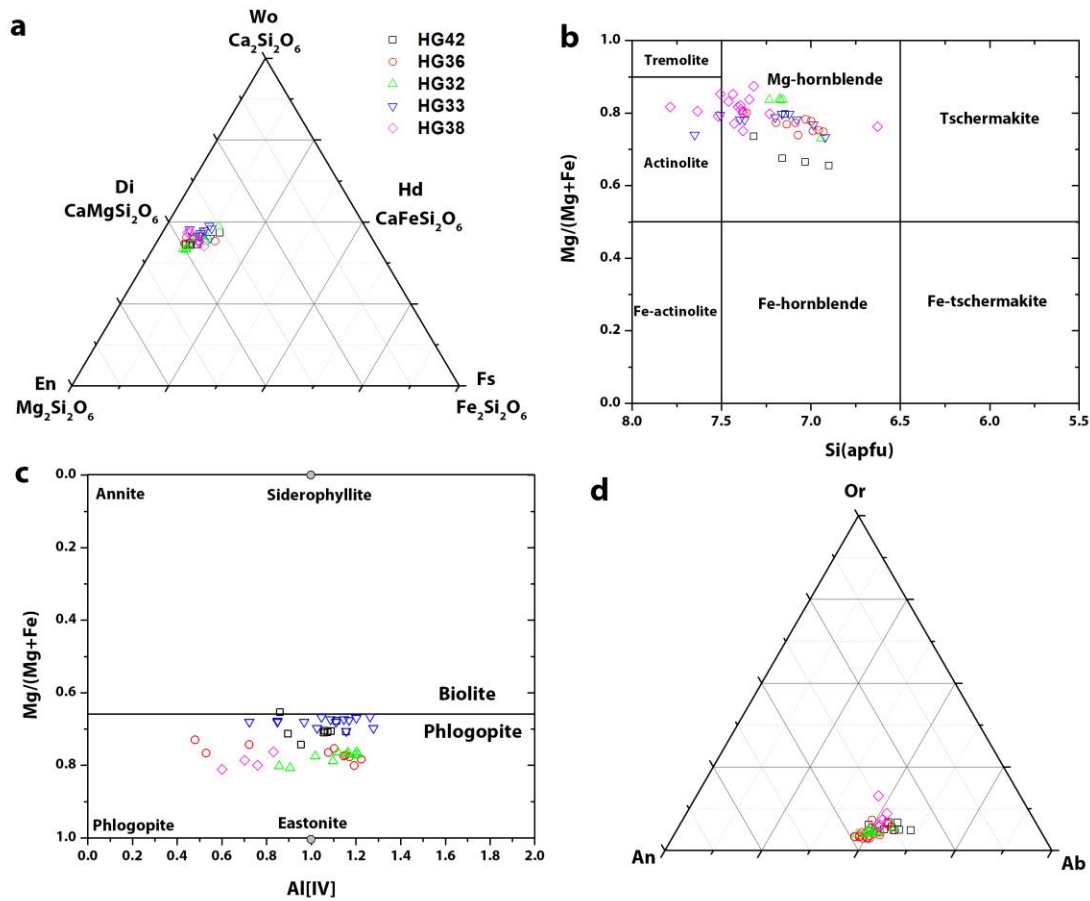 a
Wo
Ca2Si2O6
HG42
HG36
HG32
HG33
HG38
Di
CaMgSi2O6
Hd
CaFeSi2O6
En
Mg2Si2O6
Fs
Fe2Si2O6
b
1.0
0.8
0.6
0.4
0.2
0.0
Mg/(Mg+Fe)
Tremolite
Mg-hornblende
Tschermakite
Actinolite
Fe-actinolite
Fe-hornblende
Fe-tschermakite
8.0 7.5 7.0 6.5 6.0 5.5
Si(apfu)
c
0.0
0.2
0.4
0.6
0.8
1.0
Mg/(Mg+Fe)
Annite
Siderophyllite
Biolite
Phlogopite
Phlogopite
Eastonite
0.0 0.2 0.4 0.6 0.8 1.0 1.2 1.4 1.6 1.8 2.0
Al[IV]
d
Or
An
Ab